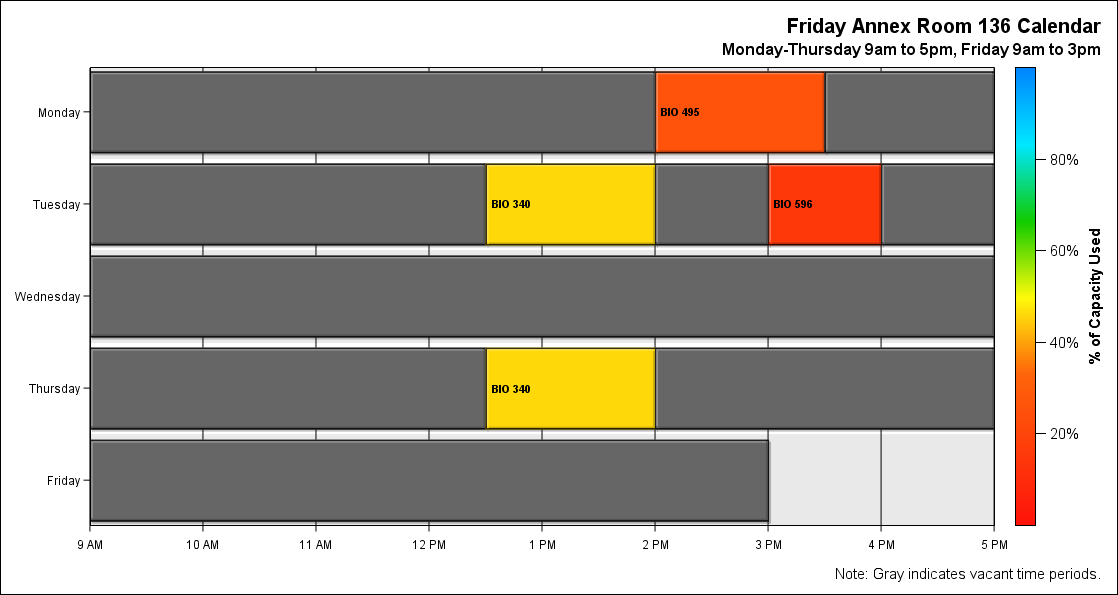 Friday Annex Room 136 Calendar
Monday-Thursday 9am to 5pm, Friday 9am to 3pm
Monday
BIO 495
Tuesday
BIO 340
BIO 596
Wednesday
Thursday
BIO 340
Friday
9 AM
10 AM
11 AM
12 PM
1 PM
2 PM
3 PM
4 PM
5 PM
80%
60%
40%
20%
% of Capacity Used
Note: Gray indicates vacant time periods.